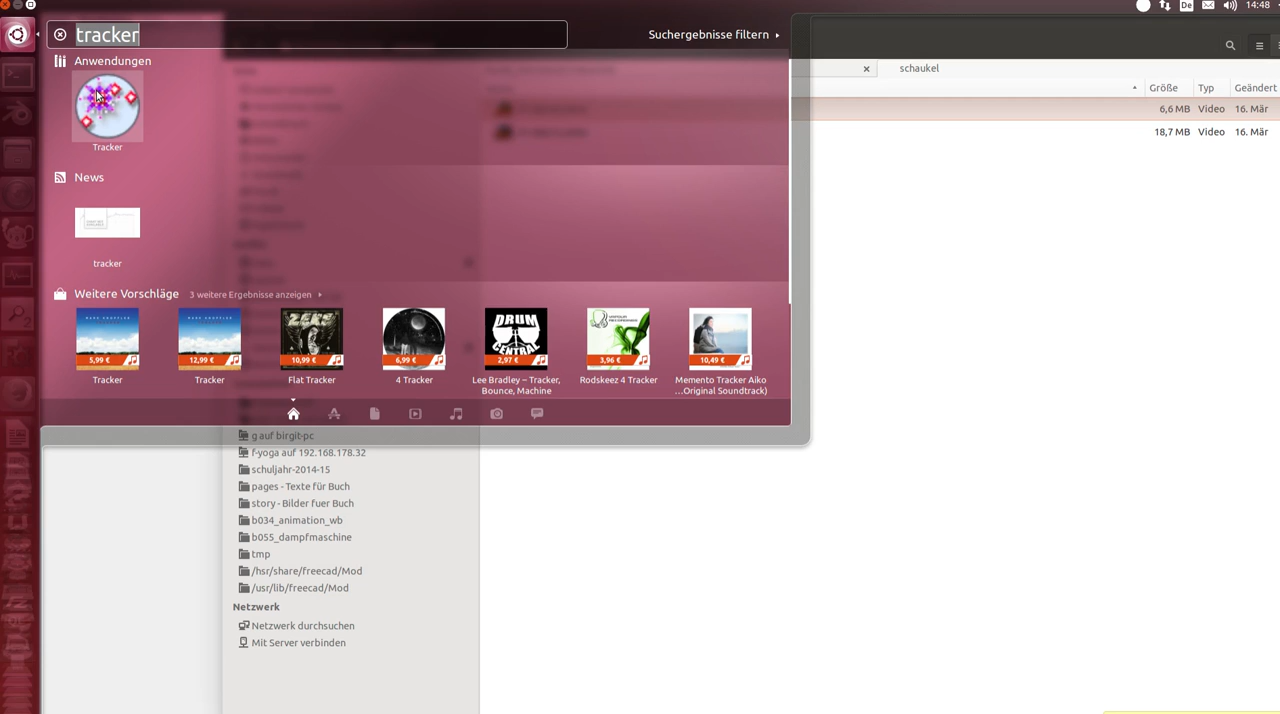 De 14:48
tracker
Suchergebnisse filtern
Anwendungen
Tracker
News
tracker
Weitere Vorschläge 3 weitere Ergebnisse anzeigen
5,99 €
12,99 €
10,99 €
6,99 €
DRUM CENTRAL
2,97 €
3,96 €
10,49 €
Tracker
Tracker
Flat Tracker
4 Tracker
Lee Bradley – Tracker,
Bounce, Machine
Rodskeez 4 Tracker
Memento Tracker Aiko
…Original Soundtrack)
schaukel
Größe Typ Geändert
6,6 MB Video 16. Mär
18,7 MB Video 16. Mär
g auf birgit-pc
f-yoga auf 192.168.178.32
schuljahr-2014-15
pages - Texte für Buch
story - Bilder fuer Buch
b034_animation_wb
b055_dampfmaschine
tmp
/hsr/share/freecad/Mod
/usr/lib/freecad/Mod
Netzwerk
Netzwerk durchsuchen
Mit Server verbinden